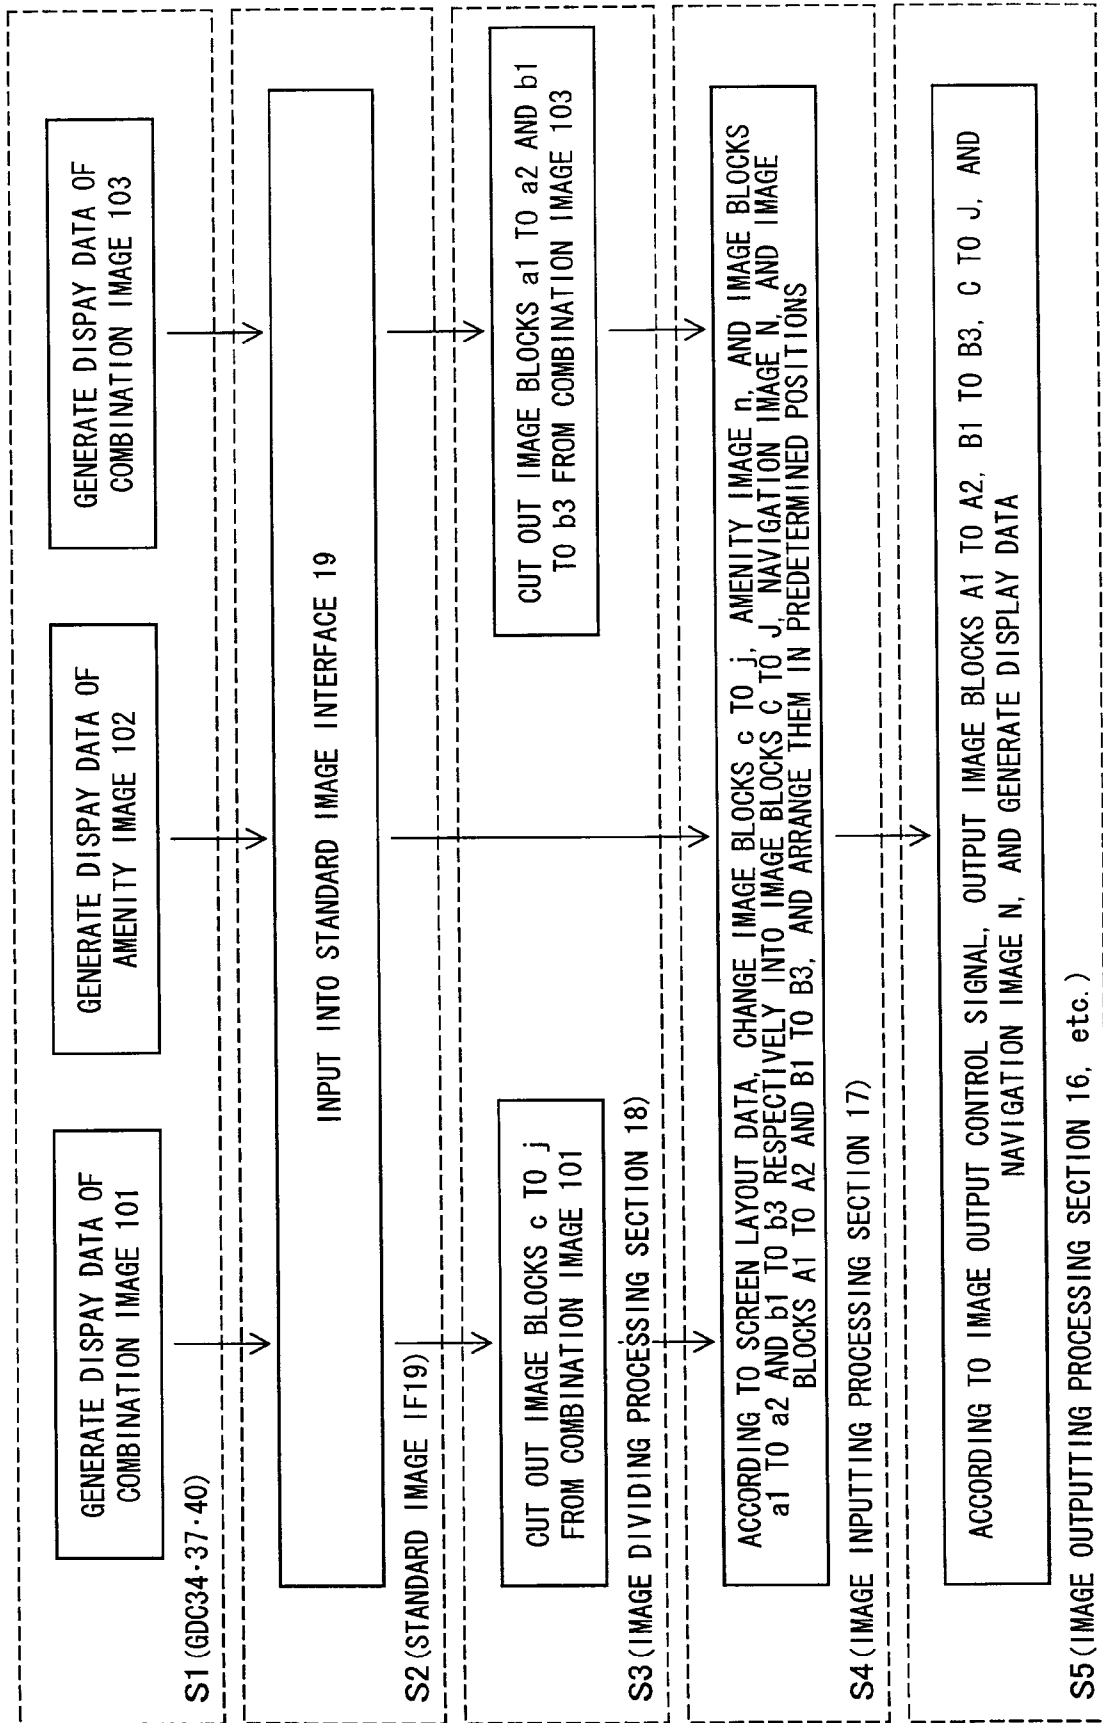 GENERATE DISPAY DATA OF
COMBINATION IMAGE 101
GENERATE DISPAY DATA OF
AMENITY IMAGE 102
GENERATE DISPAY DATA OF
COMBINATION IMAGE 103
S1(GDC34·37·40)
INPUT INTO STANDARD IMAGE INTERFACE 19
S2(STANDARD IMAGE IF19)
CUT OUT IMAGE BLOCKS c TO j
FROM COMBINATION IMAGE 101
CUT OUT IMAGE BLOCKS a1 TO a2 AND b1
TO b3 FROM COMBINATION IMAGE 103
S3(IMAGE DIVIDING PROCESSING SECTION 18)
ACCORDING TO SCREEN LAYOUT DATA, CHANGE IMAGE BLOCKS c TO j, AMENITY IMAGE n, AND IMAGE BLOCKS
a1 TO a2 AND b1 TO b3 RESPECTIVELY INTO IMAGE BLOCKS C TO J, NAVIGATION IMAGE N, AND IMAGE
BLOCKS A1 TO A2 AND B1 TO B3, AND ARRANGE THEM IN PREDETERMINED POSITIONS
S4(IMAGE INPUTTING PROCESSING SECTION 17)
ACCORDING TO IMAGE OUTPUT CONTROL SIGNAL, OUTPUT IMAGE BLOCKS A1 TO A2, B1 TO B3, C TO J, AND
NAVIGATION IMAGE N, AND GENERATE DISPLAY DATA
S5(IMAGE OUTPUTTING PROCESSING SECTION 16, etc.)